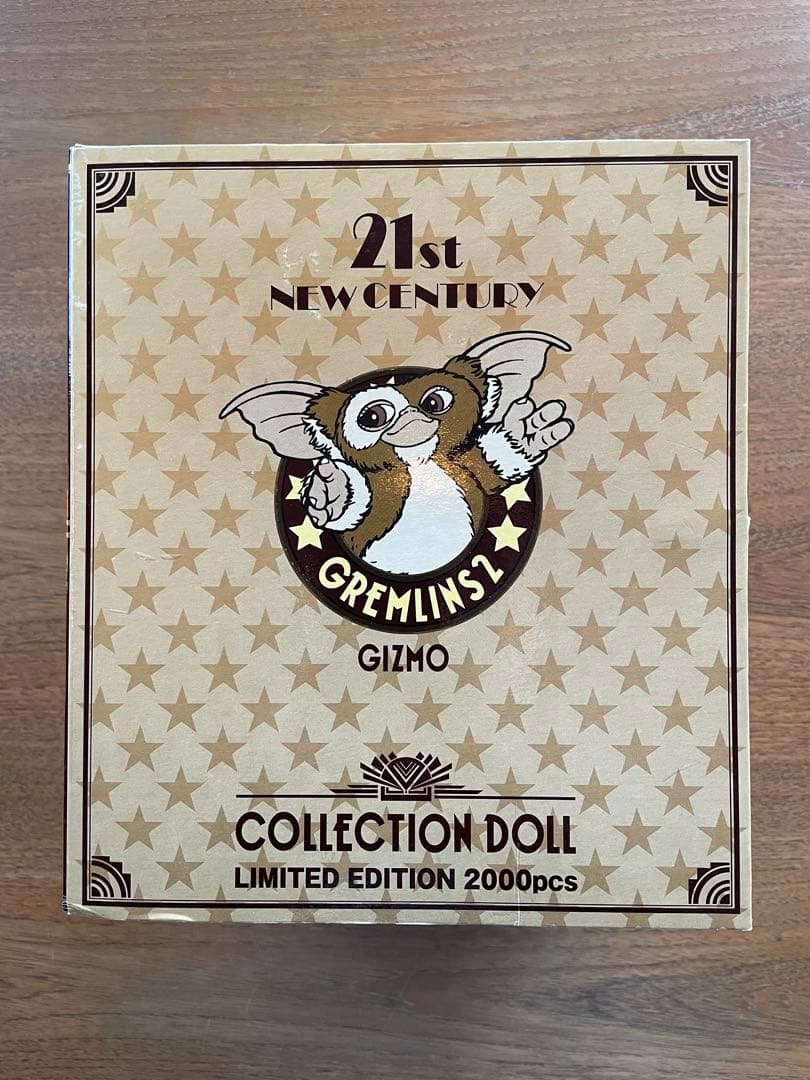 21st
NEW CENTURY
GREMLINS 2
GIZMO
COLLECTION DOLL
LIMITED EDITION 2000pcs